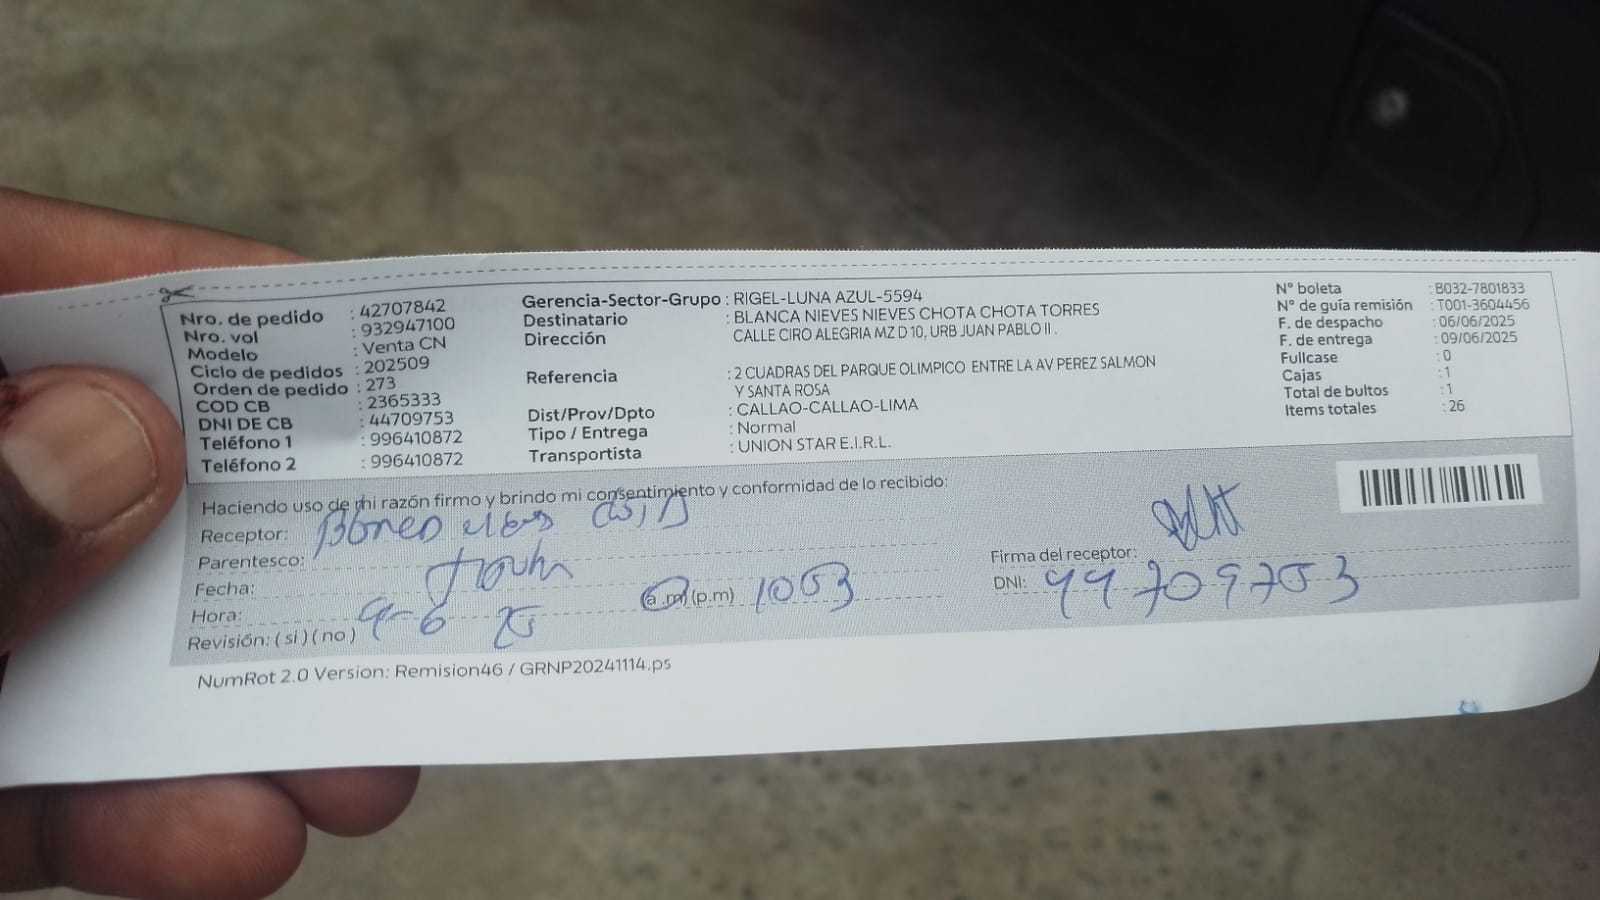 Nro. de pedido : 42707842
Nro. vol : 932947100
Modelo : Venta CN
Ciclo de pedidos : 202509
Orden de pedido : 273
COD CB : 2365333
DNI DE CB : 44709753
Teléfono 1 : 996410872
Teléfono 2 : 996410872
Gerencia-Sector-Grupo : RIGEL-LUNA AZUL-5594
Destinatario : BLANCA NIEVES NIEVES CHOTA CHOTA TORRES
Dirección CALLE CIRO ALEGRIA MZ D 10, URB JUAN PABLO II .
Referencia : 2 CUADRAS DEL PARQUE OLIMPICO ENTRE LA AV PEREZ SALMON
Y SANTA ROSA
Dist/Prov/Dpto : CALLAO-CALLAO-LIMA
Tipo / Entrega : Normal
Transportista : UNION STAR E.I.R.L.
N° boleta : B032-7801833
N° de guía remisión : T001-3604456
F. de despacho : 06/06/2025
F. de entrega : 09/06/2025
Fullcase : 0
Cajas : 1
Total de bultos : 1
Items totales : 26
Haciendo uso de mi razón firmo y brindo mi consentimiento y conformidad de lo recibido:
Receptor:
Parentesco:
Fecha:
Hora: 9-6 25 (a.m) (p.m) 1053
Revisión: (si) (no)
Firma del receptor:
DNI: 44709753
NumRot 2.0 Version: Remision46 / GRNP20241114.ps